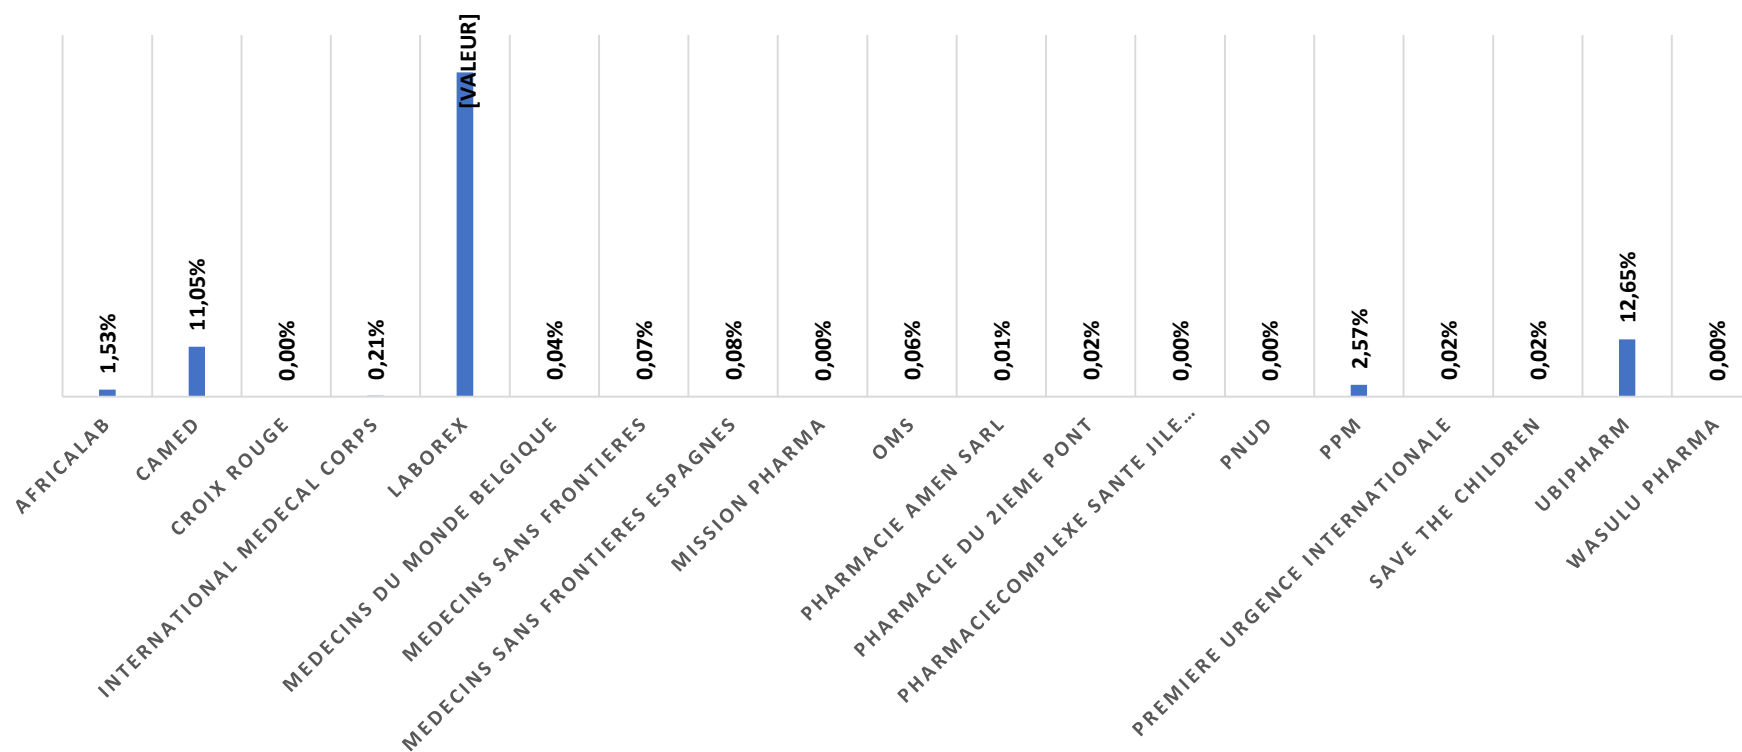 [VALEUR]
1,53%
11,05%
0,00%
0,21%
0,04%
0,07%
0,08%
0,00%
0,06%
0,01%
0,02%
0,00%
0,00%
2,57%
0,02%
0,02%
12,65%
0,00%
AFRICALAB
CAMED
CROIX ROUGE
INTERNATIONAL MEDECAL CORPS
LABOREX
MEDECINS DU MONDE BELGIQUE
MEDECINS SANS FRONTIERES
MEDECINS SANS FRONTIERES ESPAGNES
MISSION PHARMA
OMS
PHARMACIE AMEN SARL
PHARMACIE DU 2IEME PONT
PHARMACIECOMPLEXE SANTE JILE…
PNUD
PPM
PREMIERE URGENCE INTERNATIONALE
SAVE THE CHILDREN
UBIPHARM
WASULU PHARMA